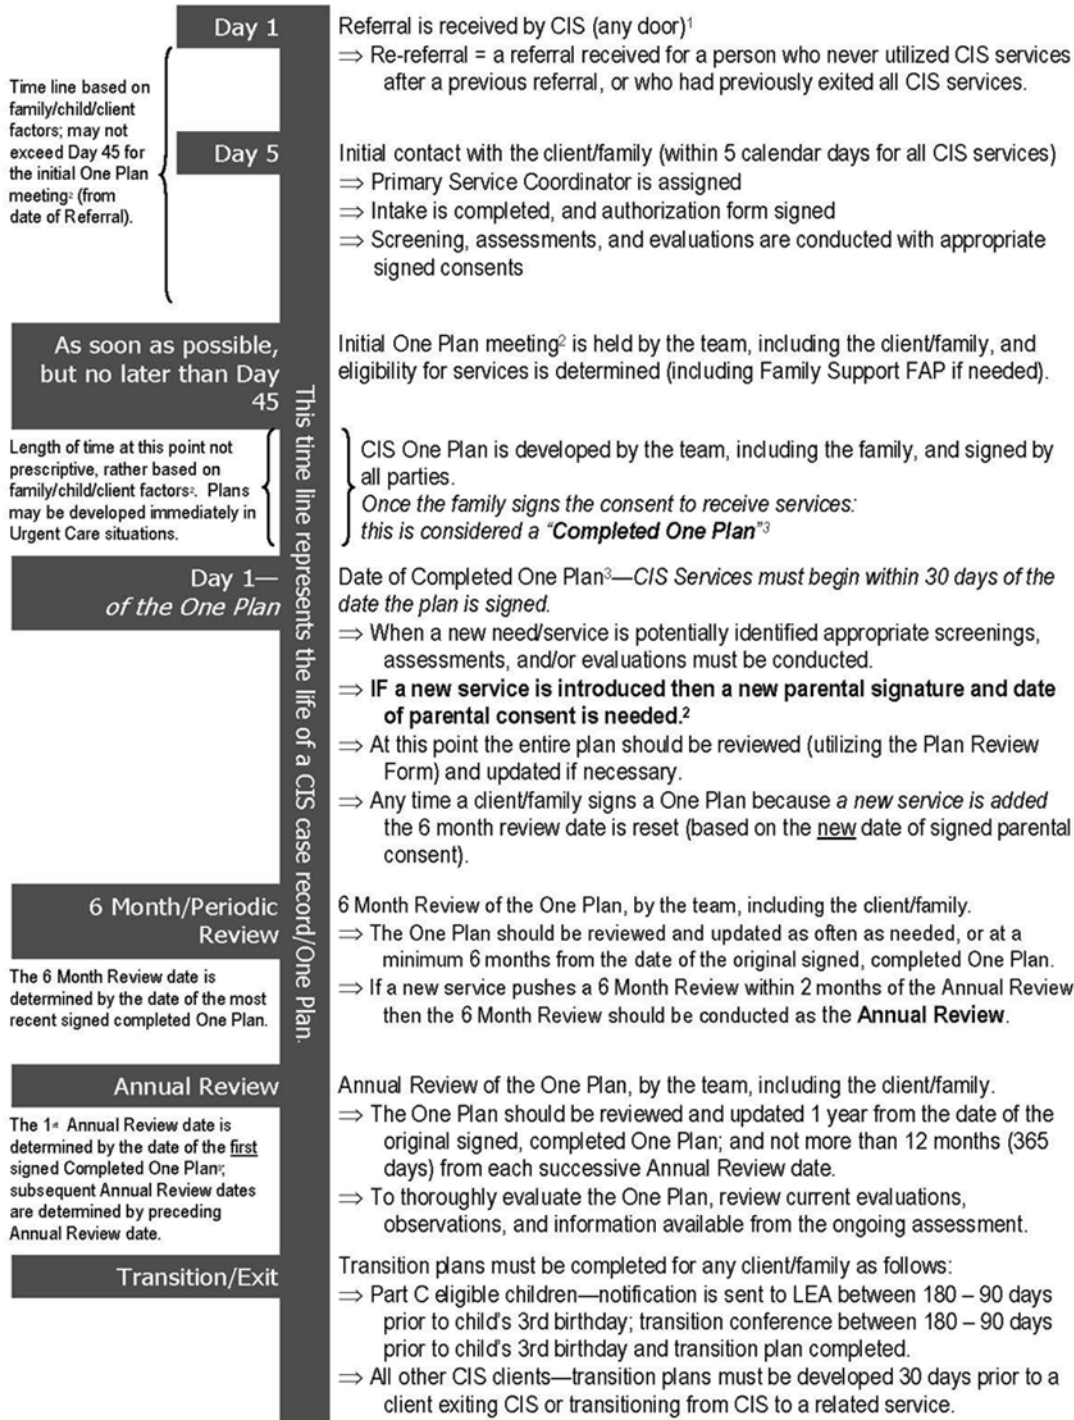 Day 1
Referral is received by CIS (any door)1
⇒ Re-referral = a referral received for a person who never utilized CIS services
after a previous referral, or who had previously exited all CIS services.
Time line based on
family/child/client
factors; may not
exceed Day 45 for
the initial One Plan
meeting2 (from
date of Referral).
Day 5
Initial contact with the client/family (within 5 calendar days for all CIS services)
⇒ Primary Service Coordinator is assigned
⇒ Intake is completed, and authorization form signed
⇒ Screening, assessments, and evaluations are conducted with appropriate
signed consents
As soon as possible,
but no later than Day
45
Initial One Plan meeting2 is held by the team, including the client/family, and
eligibility for services is determined (including Family Support FAP if needed).
This time line represents the life of a CIS case record/One Plan.
Length of time at this point not
prescriptive, rather based on
family/child/client factors2. Plans
may be developed immediately in
Urgent Care situations.
CIS One Plan is developed by the team, including the family, and signed by
all parties.
Once the family signs the consent to receive services:
this is considered a "Completed One Plan"3
Day 1—
of the One Plan
Date of Completed One Plan3—CIS Services must begin within 30 days of the
date the plan is signed.
⇒ When a new need/service is potentially identified appropriate screenings,
assessments, and/or evaluations must be conducted.
⇒ IF a new service is introduced then a new parental signature and date
of parental consent is needed.2
⇒ At this point the entire plan should be reviewed (utilizing the Plan Review
Form) and updated if necessary.
⇒ Any time a client/family signs a One Plan because a new service is added
the 6 month review date is reset (based on the new date of signed parental
consent).
6 Month/Periodic
Review
The 6 Month Review date is
determined by the date of the most
recent signed completed One Plan.
6 Month Review of the One Plan, by the team, including the client/family.
⇒ The One Plan should be reviewed and updated as often as needed, or at a
minimum 6 months from the date of the original signed, completed One Plan.
⇒ If a new service pushes a 6 Month Review within 2 months of the Annual Review
then the 6 Month Review should be conducted as the Annual Review.
Annual Review
The 1st Annual Review date is
determined by the date of the first
signed Completed One Plan;
subsequent Annual Review dates
are determined by preceding
Annual Review date.
Annual Review of the One Plan, by the team, including the client/family.
⇒ The One Plan should be reviewed and updated 1 year from the date of the
original signed, completed One Plan; and not more than 12 months (365
days) from each successive Annual Review date.
⇒ To thoroughly evaluate the One Plan, review current evaluations,
observations, and information available from the ongoing assessment.
Transition/Exit
Transition plans must be completed for any client/family as follows:
⇒ Part C eligible children—notification is sent to LEA between 180 – 90 days
prior to child's 3rd birthday; transition conference between 180 – 90 days
prior to child's 3rd birthday and transition plan completed.
⇒ All other CIS clients—transition plans must be developed 30 days prior to a
client exiting CIS or transitioning from CIS to a related service.